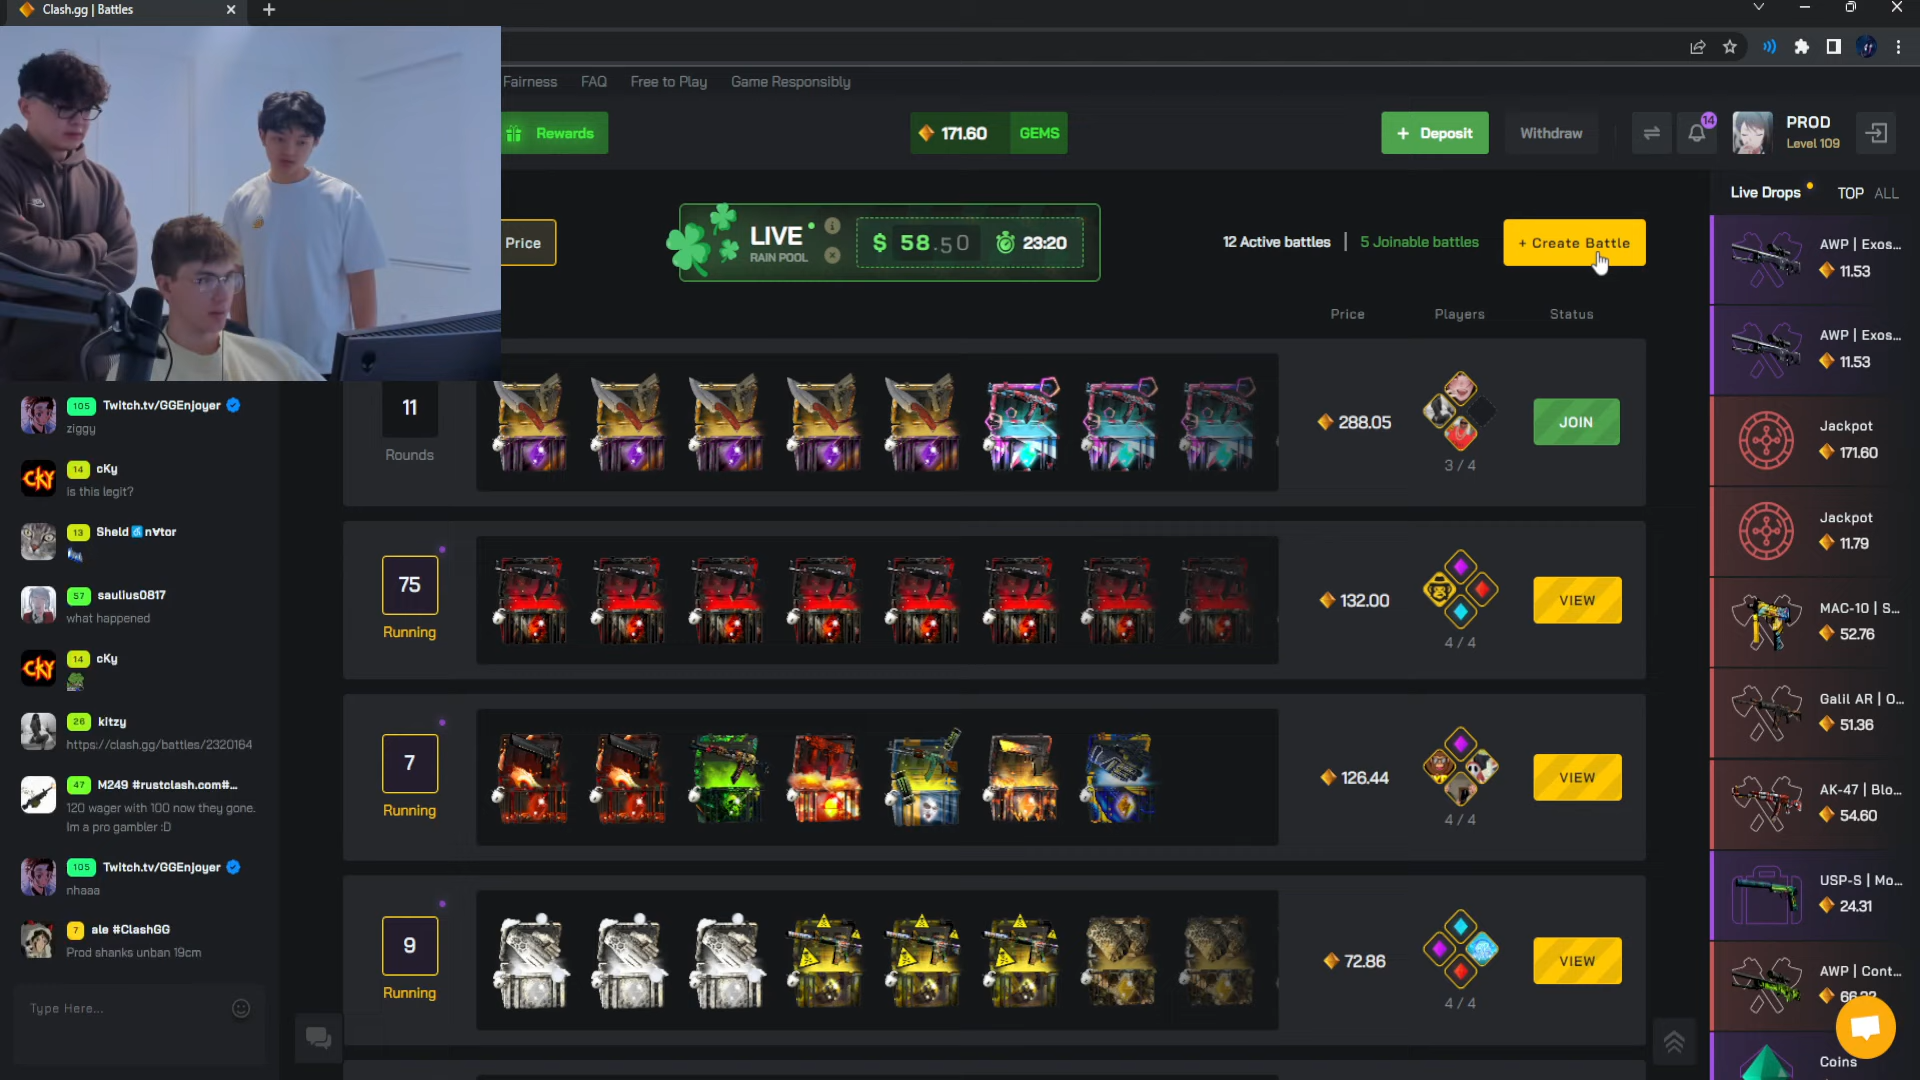 Clash.gg | Battles
Fairness FAQ Free to Play Game Responsibly
Rewards
171.60 GEMS
+ Deposit
Withdraw
14
PROD
Level 109
Price
LIVE
RAIN POOL
$ 58.50
23:20
12 Active battles | 5 Joinable battles
+ Create Battle
Price Players Status
11
Rounds
288.05
3 / 4
JOIN
75
Running
132.00
4/4
VIEW
7
Running
126.44
4/4
VIEW
9
Running
72.86
4/4
VIEW
105 Twitch.tv/GGEnjoyer
ziggy
CKY
14 cKy
is this legit?
13 Sheld n∀tor
57 saulius0817
what happened
CKY
14 cKy
26 kitzy
https://clash.gg/battles/2320164
47 M249 #rustclash.com#...
120 wager with 100 now they gone.
Im a pro gambler :D
105 Twitch.tv/GGEnjoyer
nhaaa
7 ale #ClashGG
Prod shanks unban 19cm
Type Here...
Live Drops TOP ALL
AWP | Exos...
11.53
AWP | Exos...
11.53
Jackpot
171.60
Jackpot
11.79
MAC-10 | S...
52.76
Galil AR | O...
51.36
AK-47 | Blo...
54.60
USP-S | Mo...
24.31
AWP | Cont...
Coins